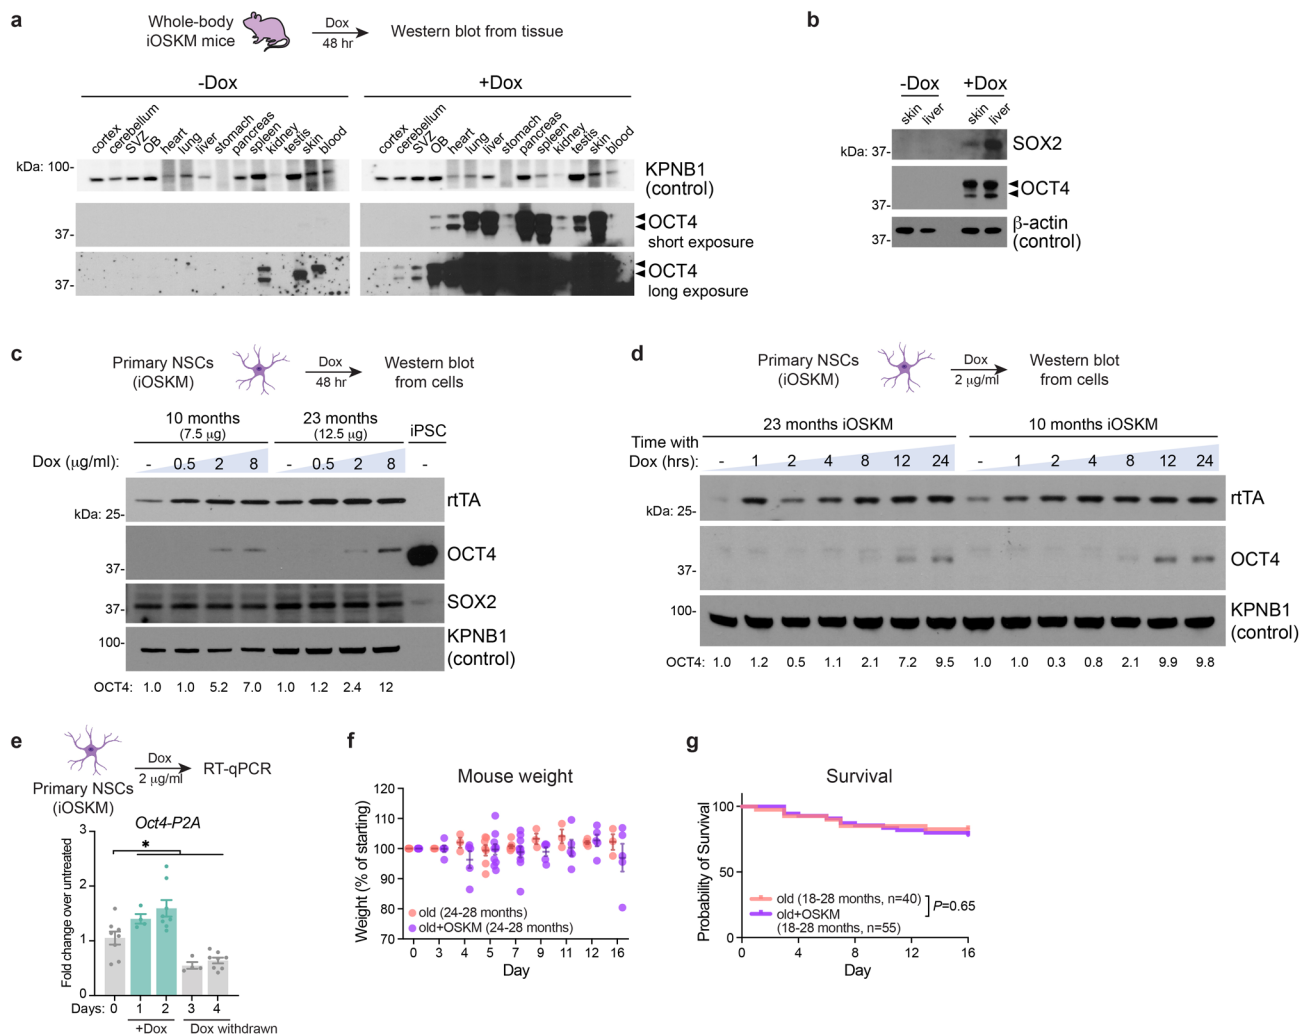 a
Whole-body
iOSKM mice
Dox
48 hr
Western blot from tissue
-Dox
+Dox
cortex cerebellum SVZ OB heart lung liver stomach pancreas spleen kidney testis skin blood
cortex cerebellum SVZ OB heart lung liver stomach pancreas spleen kidney testis skin blood
kDa: 100-
KPNB1
(control)
37-
OCT4
short exposure
37-
OCT4
long exposure
b
-Dox +Dox
skin liver skin liver
kDa: 37-
SOX2
37-
OCT4
37-
β-actin
(control)
c
Primary NSCs
(iOSKM)
Dox
48 hr
Western blot
from cells
10 months
(7.5 µg)
23 months
(12.5 µg)
iPSC
Dox (µg/ml): - 0.5 2 8 - 0.5 2 8 -
rtTA
kDa: 25-
OCT4
37-
SOX2
37-
KPNB1
(control)
100-
OCT4: 1.0 1.0 5.2 7.0 1.0 1.2 2.4 12
d
Primary NSCs
(iOSKM)
Dox
2 µg/ml
Western blot
from cells
23 months iOSKM
10 months iOSKM
Time with
Dox (hrs): - 1 2 4 8 12 24 - 1 2 4 8 12 24
rtTA
kDa: 25-
OCT4
37-
100-
KPNB1
(control)
OCT4: 1.0 1.2 0.5 1.1 2.1 7.2 9.5 1.0 1.0 0.3 0.8 2.1 9.9 9.8
e
Primary NSCs
(iOSKM)
Dox
2 µg/ml
RT-qPCR
Oct4-P2A
*
Fold change over untreated
3
2
1
0
Days: 0 1 2 3 4
+Dox Dox withdrawn
f
Mouse weight
Weight (% of starting)
120
110
100
90
80
70
old (24-28 months)
old+OSKM (24-28 months)
0 3 4 5 7 9 11 12 16
Day
g
Survival
Probability of Survival
100
50
0
old (18-28 months, n=40)
old+OSKM
(18-28 months, n=55)
P=0.65
0 4 8 12 16
Day